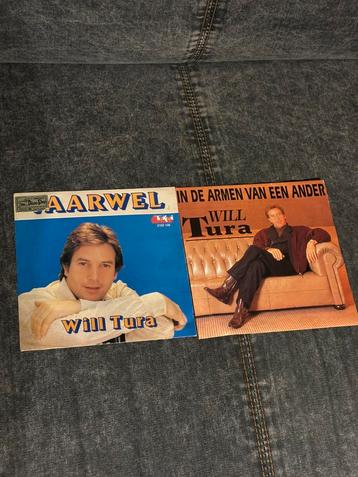 VAARWEL
Will Tura
IN DE ARMEN VAN EEN ANDER
WILL
Tura